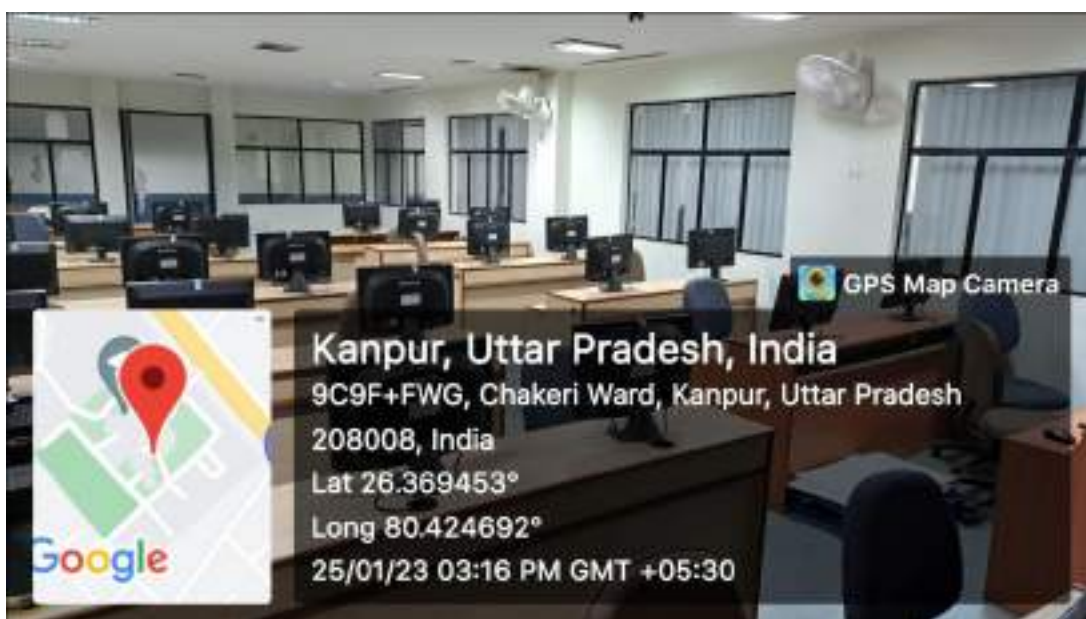 GPS Map Camera
Kanpur, Uttar Pradesh, India
9C9F+FWG, Chakeri Ward, Kanpur, Uttar Pradesh
208008, India
Lat 26.369453°
Long 80.424692°
25/01/23 03:16 PM GMT +05:30
Google